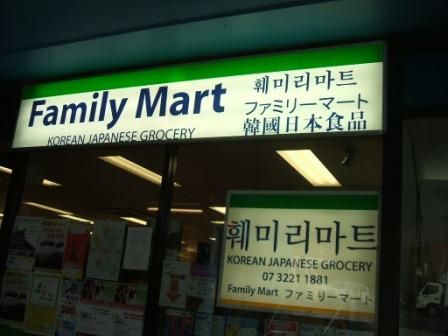 Family Mart
KOREAN JAPANESE GROCERY
훼미리마트
ファミリーマート
韓國日本食品
훼미리마트
KOREAN JAPANESE GROCERY
07 3221 1881
Family Mart ファミリーマート